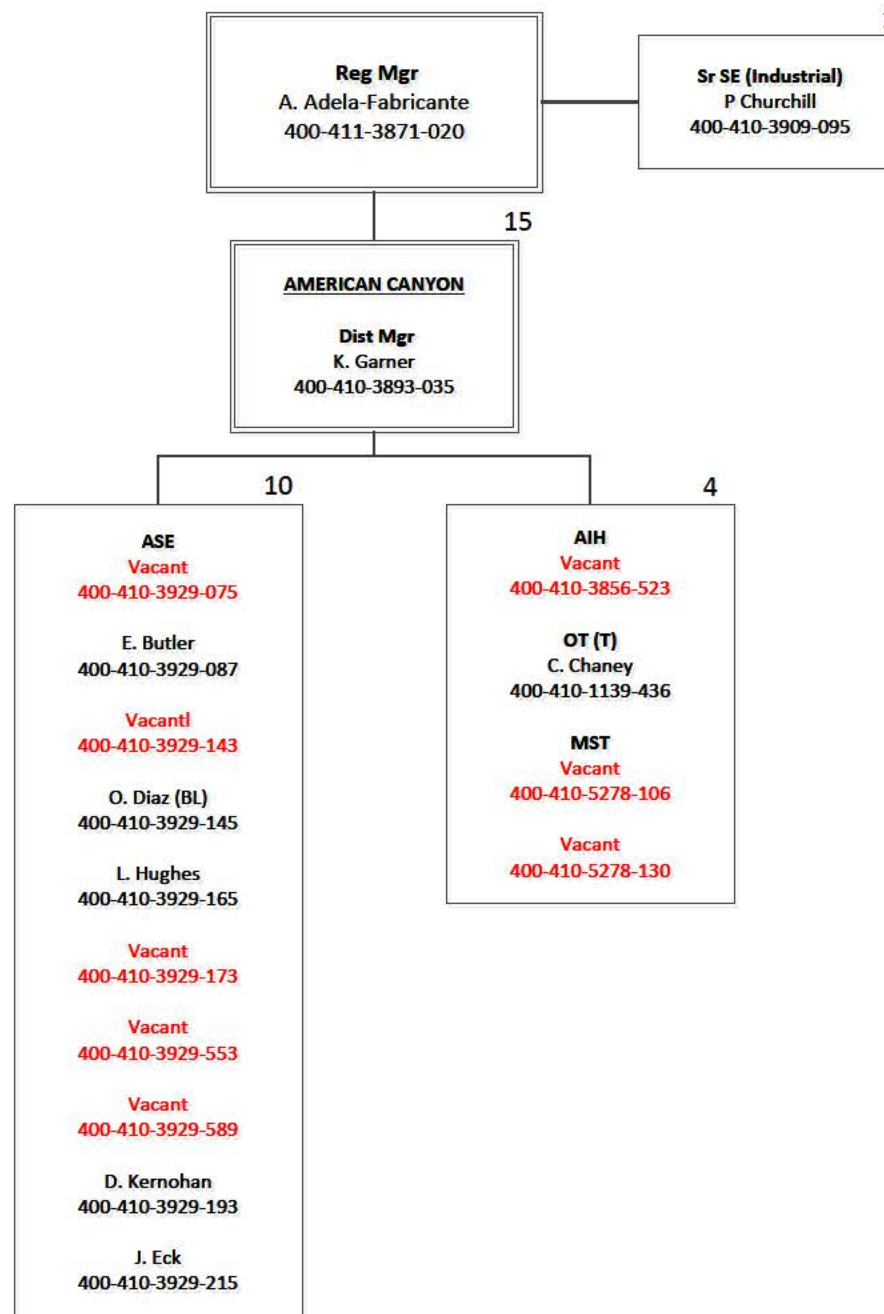 Reg Mgr
A. Adela-Fabricante
400-411-3871-020
Sr SE (Industrial)
P Churchill
400-410-3909-095
15
AMERICAN CANYON
Dist Mgr
K. Garner
400-410-3893-035
10
ASE
Vacant
400-410-3929-075
E. Butler
400-410-3929-087
Vacantl
400-410-3929-143
O. Diaz (BL)
400-410-3929-145
L. Hughes
400-410-3929-165
Vacant
400-410-3929-173
Vacant
400-410-3929-553
Vacant
400-410-3929-589
D. Kernohan
400-410-3929-193
J. Eck
400-410-3929-215
4
AIH
Vacant
400-410-3856-523
OT (T)
C. Chaney
400-410-1139-436
MST
Vacant
400-410-5278-106
Vacant
400-410-5278-130